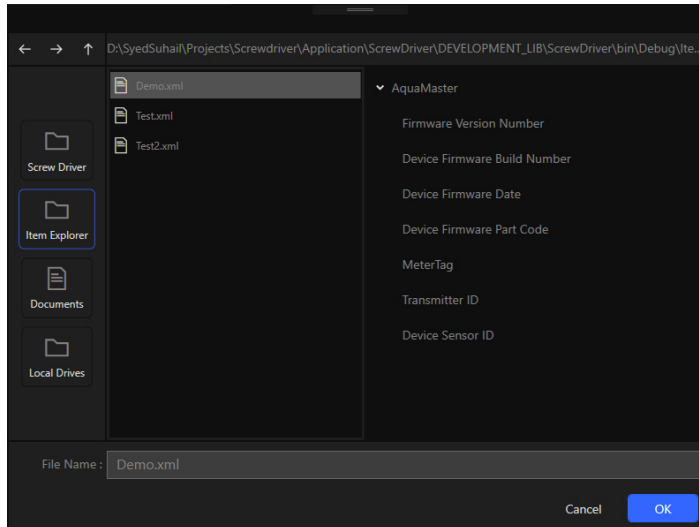 D:\SyedSuhail\Projects\Screwdriver\Application\ScrewDriver\DEVELOPMENT_LIB\ScrewDriver\bin\Debug\Ite...
Screw Driver
Item Explorer
Documents
Local Drives
Demo.xml
Test.xml
Test2.xml
AquaMaster
Firmware Version Number
Device Firmware Build Number
Device Firmware Date
Device Firmware Part Code
MeterTag
Transmitter ID
Device Sensor ID
File Name : Demo.xml
Cancel OK